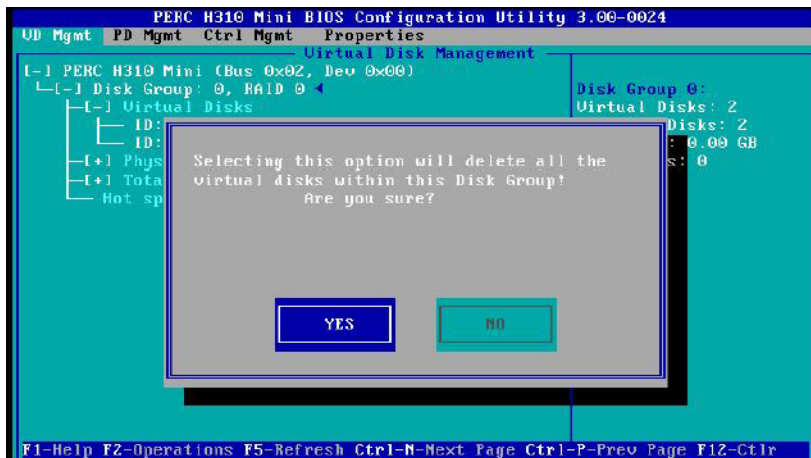 PERC H310 Mini BIOS Configuration Utility 3.00-0024
VD Mgmt PD Mgmt Ctrl Mgmt Properties
Virtual Disk Management
[-] PERC H310 Mini (Bus 0x02, Dev 0x00)
[-] Disk Group: 0, RAID 0
[-] Virtual Disks
ID:
ID:
[+] Phys
[+] Tota
Hot sp
Disk Group 0:
Virtual Disks: 2
Disks: 2
: 0.00 GB
s: 0
Selecting this option will delete all the
virtual disks within this Disk Group!
Are you sure?
YES NO
F1-Help F2-Operations F5-Refresh Ctrl-N-Next Page Ctrl-P-Prev Page F12-Ctlr